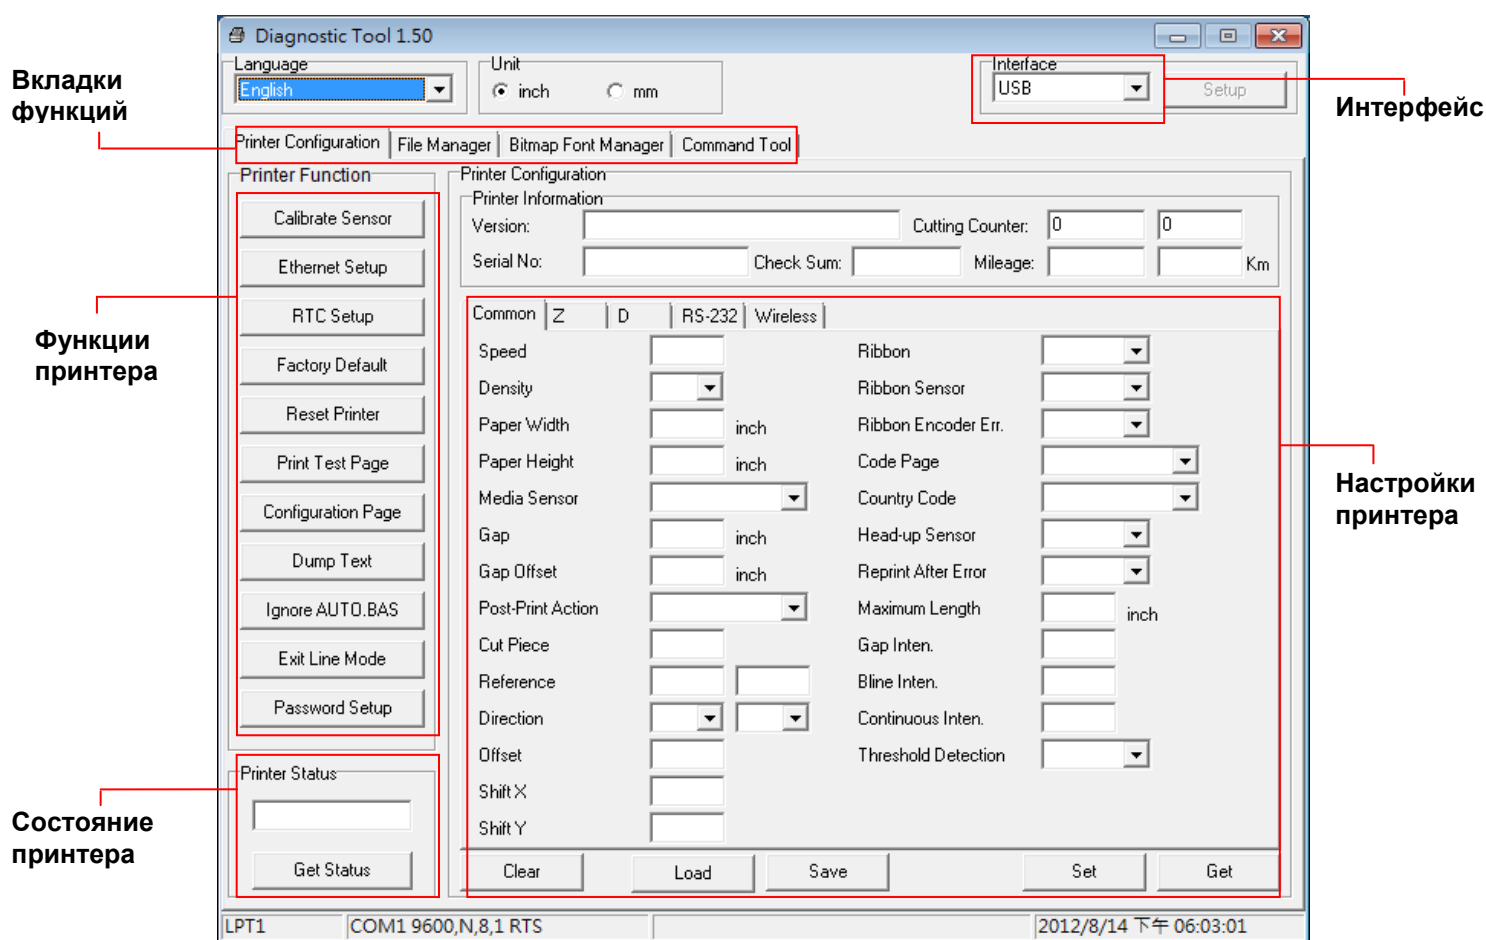 Diagnostic Tool 1.50
Language
English
Unit
inch
mm
Interface
USB
Setup
Вкладки
функций
Интерфейс
Printer Configuration
File Manager
Bitmap Font Manager
Command Tool
Printer Function
Calibrate Sensor
Ethernet Setup
RTC Setup
Factory Default
Reset Printer
Print Test Page
Configuration Page
Dump Text
Ignore AUTO.BAS
Exit Line Mode
Password Setup
Функции
принтера
Printer Status
Get Status
Состояние
принтера
Printer Configuration
Printer Information
Version:
Cutting Counter: 0 0
Serial No:
Check Sum:
Mileage:
Km
Common
Z
D
RS-232
Wireless
Speed
Density
Paper Width inch
Paper Height inch
Media Sensor
Gap inch
Gap Offset inch
Post-Print Action
Cut Piece
Reference
Direction
Offset
Shift X
Shift Y
Ribbon
Ribbon Sensor
Ribbon Encoder Err.
Code Page
Country Code
Head-up Sensor
Reprint After Error
Maximum Length inch
Gap Inten.
Bline Inten.
Continuous Inten.
Threshold Detection
Настройки
принтера
Clear
Load
Save
Set
Get
LPT1
COM1 9600,N,8,1 RTS
2012/8/14 下午 06:03:01